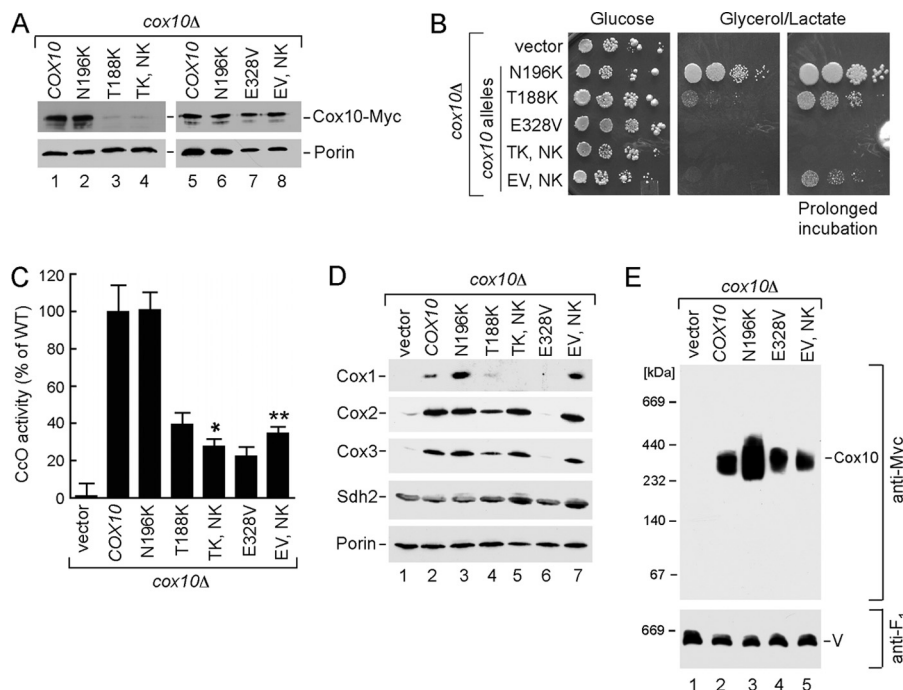 A
cox10Δ
COX10
N196K
T188K
TK, NK
COX10
N196K
E328V
EV, NK
Cox10-Myc
Porin
1 2 3 4 5 6 7 8
B
Glucose Glycerol/Lactate
cox10Δ
cox10 alleles
vector
N196K
T188K
E328V
TK, NK
EV, NK
Prolonged
incubation
C
CcO activity (% of WT)
120
100
80
60
40
20
0
* **
vector
COX10
N196K
T188K
TK, NK
E328V
EV, NK
cox10Δ
D
cox10Δ
vector
COX10
N196K
T188K
TK, NK
E328V
EV, NK
Cox1
Cox2
Cox3
Sdh2
Porin
1 2 3 4 5 6 7
E
cox10Δ
vector
COX10
N196K
E328V
EV, NK
[kDa]
669
440
232
140
67
Cox10
anti-Myc
669
V
anti-F1
1 2 3 4 5